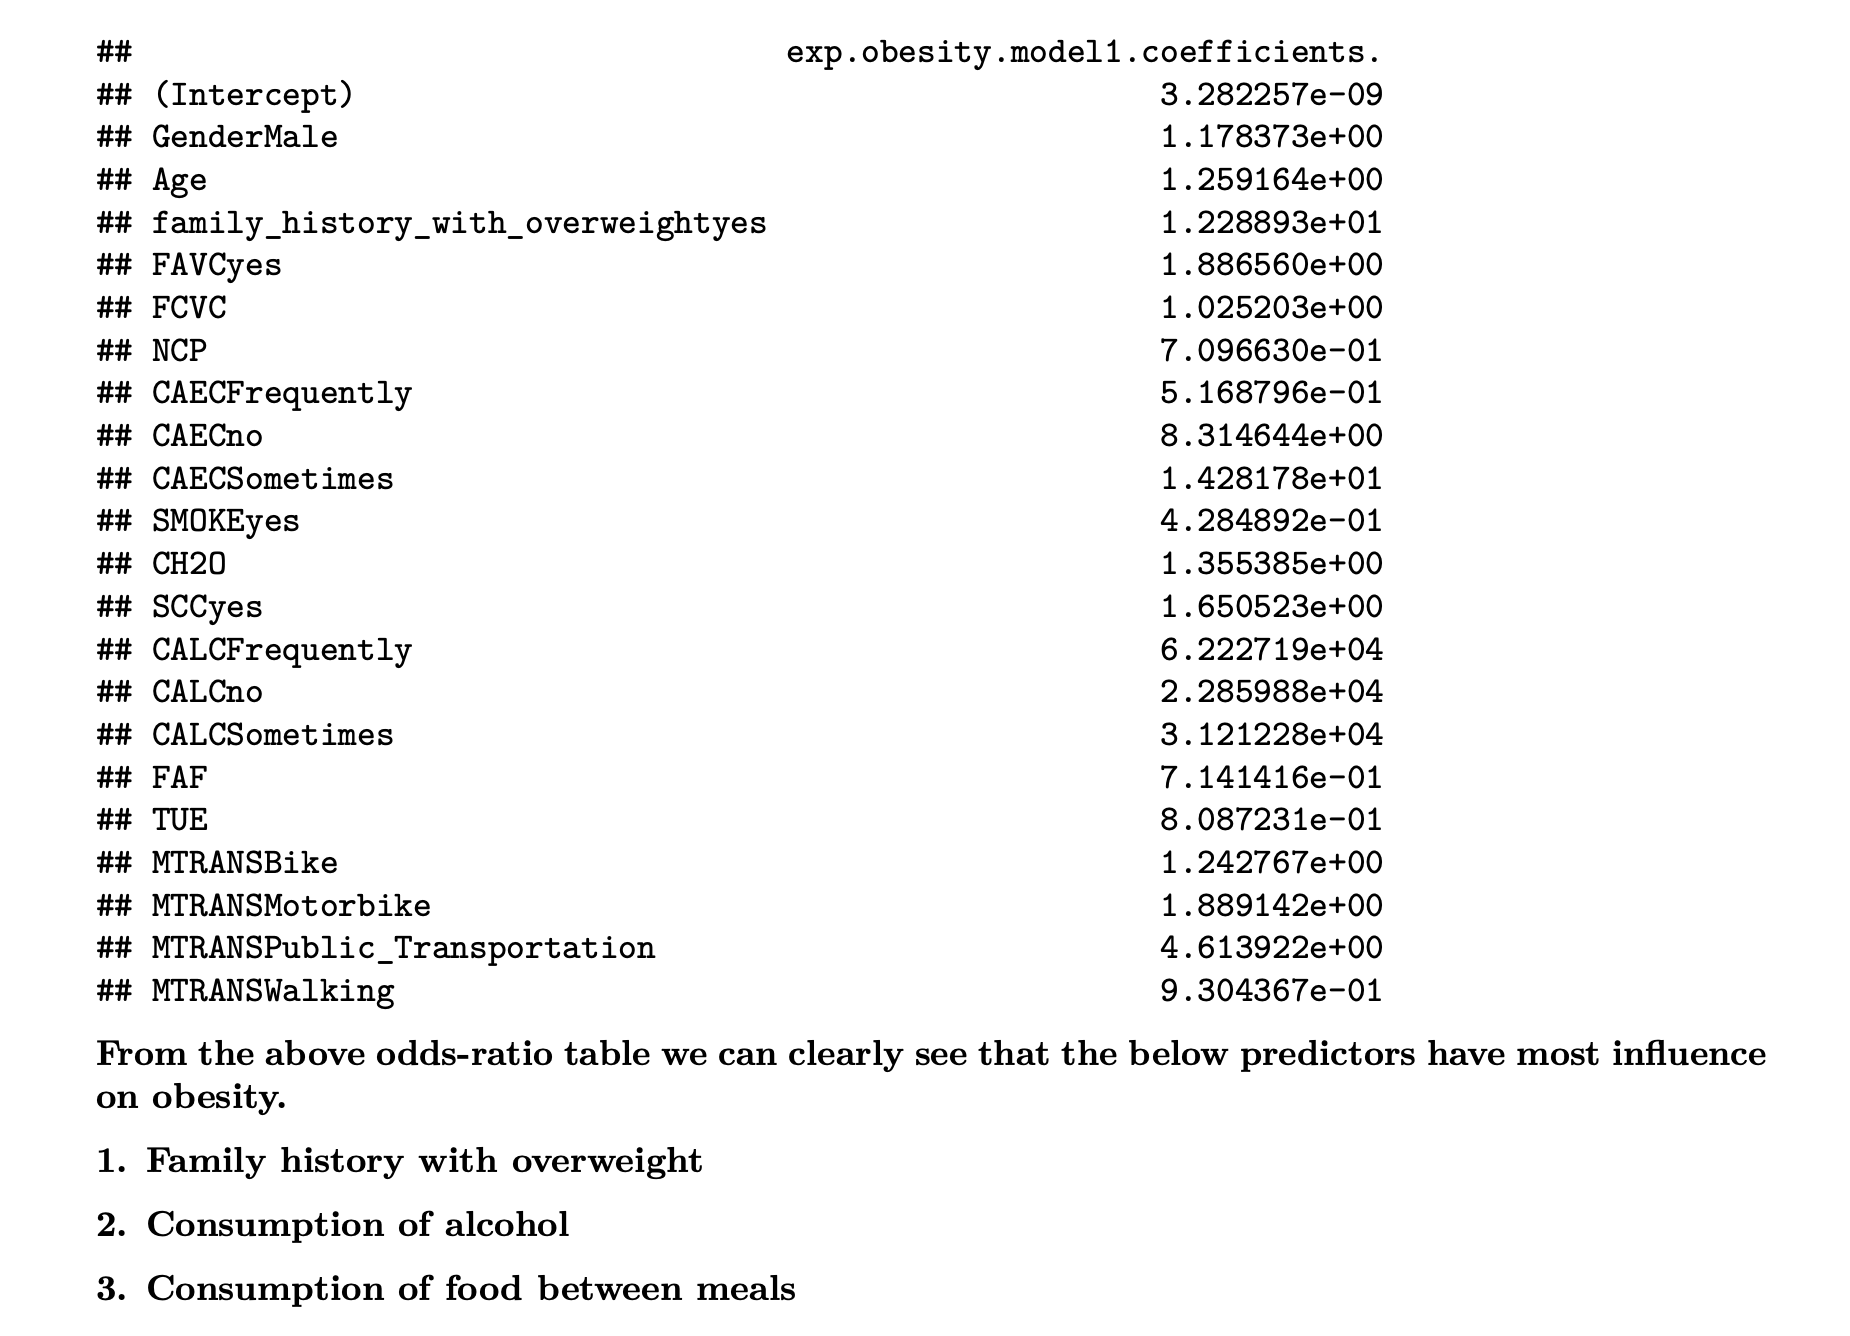 ## exp.obesity.model1.coefficients.
## (Intercept) 3.282257e-09
## GenderMale 1.178373e+00
## Age 1.259164e+00
## family_history_with_overweightyes 1.228893e+01
## FAVCyes 1.886560e+00
## FCVC 1.025203e+00
## NCP 7.096630e-01
## CAECFrequently 5.168796e-01
## CAECno 8.314644e+00
## CAECSometimes 1.428178e+01
## SMOKEyes 4.284892e-01
## CH2O 1.355385e+00
## SCCyes 1.650523e+00
## CALCFrequently 6.222719e+04
## CALCno 2.285988e+04
## CALCSometimes 3.121228e+04
## FAF 7.141416e-01
## TUE 8.087231e-01
## MTRANSBike 1.242767e+00
## MTRANSMotorbike 1.889142e+00
## MTRANSPublic_Transportation 4.613922e+00
## MTRANSWalking 9.304367e-01
From the above odds-ratio table we can clearly see that the below predictors have most influence
on obesity.
1. Family history with overweight
2. Consumption of alcohol
3. Consumption of food between meals